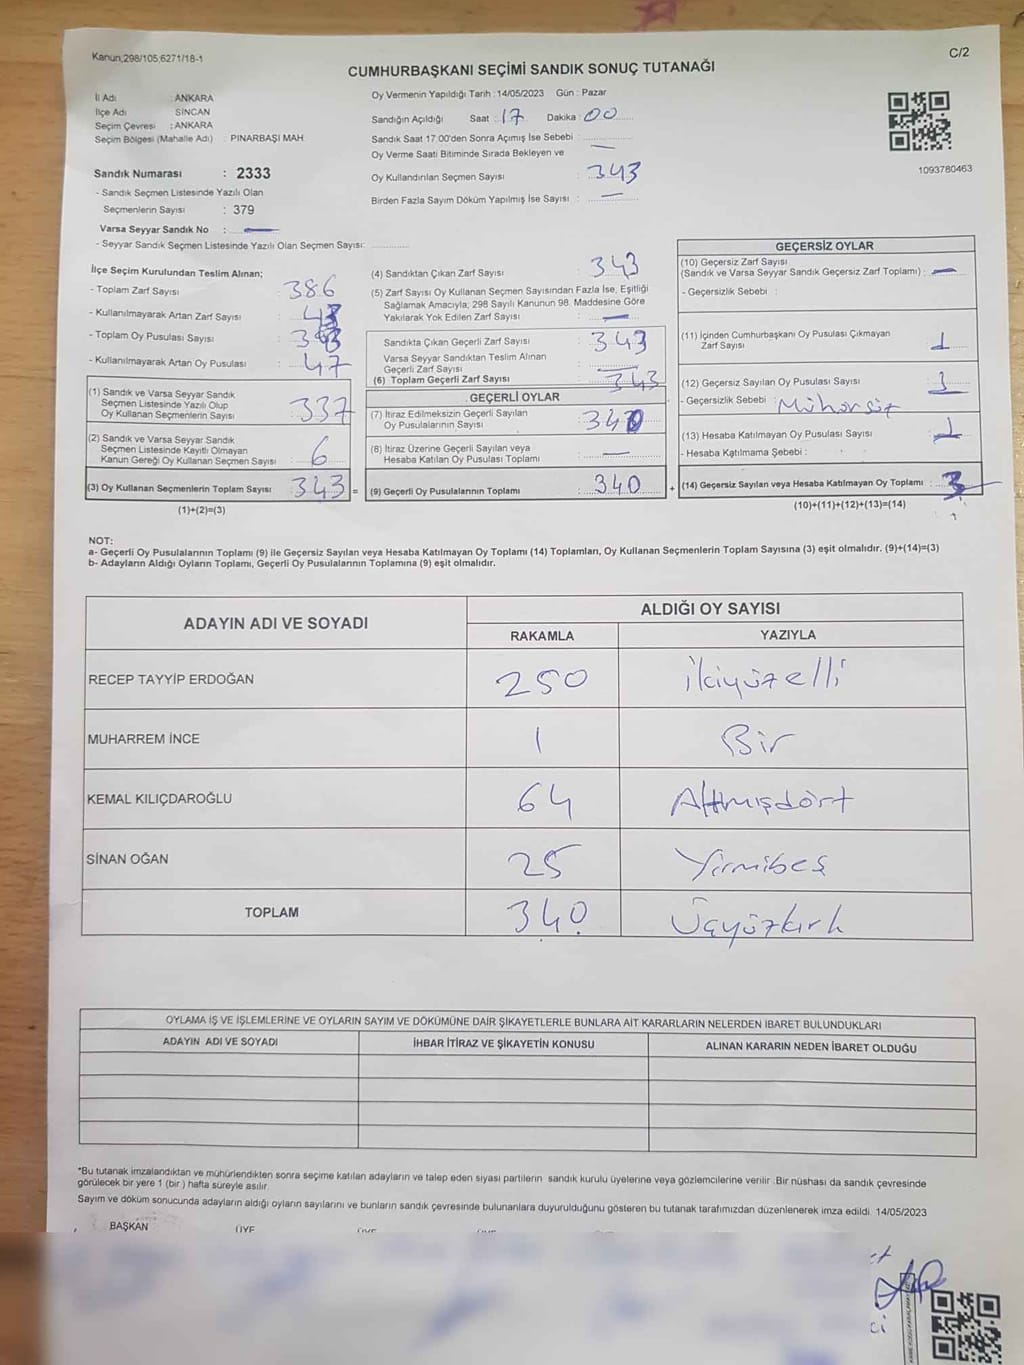 Kanun;298/105;6271/18-1
C/2
CUMHURBAŞKANI SEÇİMİ SANDIK SONUÇ TUTANAĞI
İl Adı : ANKARA
İlçe Adı : SİNCAN
Seçim Çevresi : ANKARA
Seçim Bölgesi (Mahalle Adı) : PINARBAŞI MAH.
Sandık Numarası : 2333
- Sandık Seçmen Listesinde Yazılı Olan
Seçmenlerin Sayısı : 379
Varsa Seyyar Sandık No : —
- Seyyar Sandık Seçmen Listesinde Yazılı Olan Seçmen Sayısı:
Oy Vermenin Yapıldığı Tarih : 14/05/2023 Gün : Pazar
Sandığın Açıldığı Saat : 17 Dakika : 00
Sandık Saat 17:00'den Sonra Açımış İse Sebebi :
Oy Verme Saati Bitiminde Sırada Bekleyen ve —
Oy Kullandırılan Seçmen Sayısı : 343
Birden Fazla Sayım Döküm Yapılmış İse Sayısı : —
1093780463
İlçe Seçim Kurulundan Teslim Alınan;
- Toplam Zarf Sayısı : 386
- Kullanılmayarak Artan Zarf Sayısı :
- Toplam Oy Pusulası Sayısı :
- Kullanılmayarak Artan Oy Pusulası : 47
(1) Sandık ve Varsa Seyyar Sandık
Seçmen Listesinde Yazılı Olup
Oy Kullanan Seçmenlerin Sayısı : 337
(2) Sandık ve Varsa Seyyar Sandık
Seçmen Listesinde Kayıtlı Olmayan
Kanun Gereği Oy Kullanan Seçmen Sayısı : 6
(3) Oy Kullanan Seçmenlerin Toplam Sayısı : 343 =
(1)+(2)=(3)
(4) Sandıktan Çıkan Zarf Sayısı : 343
(5) Zarf Sayısı Oy Kullanan Seçmen Sayısından Fazla İse, Eşitliği
Sağlamak Amacıyla; 298 Sayılı Kanunun 98. Maddesine Göre
Yakılarak Yok Edilen Zarf Sayısı : —
Sandıkta Çıkan Geçerli Zarf Sayısı : 343
Varsa Seyyar Sandıktan Teslim Alınan
Geçerli Zarf Sayısı : —
(6) Toplam Geçerli Zarf Sayısı : 343
GEÇERLİ OYLAR
(7) İtiraz Edilmeksizin Geçerli Sayılan
Oy Pusulalarının Sayısı : 340
(8) İtiraz Üzerine Geçerli Sayılan veya
Hesaba Katılan Oy Pusulası Toplamı : —
(9) Geçerli Oy Pusulalarının Toplamı : 340 +
GEÇERSİZ OYLAR
(10) Geçersiz Zarf Sayısı
(Sandık ve Varsa Seyyar Sandık Geçersiz Zarf Toplamı) : —
- Geçersizlik Sebebi :
(11) İçinden Cumhurbaşkanı Oy Pusulası Çıkmayan
Zarf Sayısı : 1
(12) Geçersiz Sayılan Oy Pusulası Sayısı : 1
- Geçersizlik Sebebi : Mühürsüz
(13) Hesaba Katılmayan Oy Pusulası Sayısı : 1
- Hesaba Katılmama Sebebi :
(14) Geçersiz Sayılan veya Hesaba Katılmayan Oy Toplamı : 3
(10)+(11)+(12)+(13)=(14)
NOT:
a- Geçerli Oy Pusulalarının Toplamı (9) ile Geçersiz Sayılan veya Hesaba Katılmayan Oy Toplamı (14) Toplamları, Oy Kullanan Seçmenlerin Toplam Sayısına (3) eşit olmalıdır. (9)+(14)=(3)
b- Adayların Aldığı Oyların Toplamı, Geçerli Oy Pusulalarının Toplamına (9) eşit olmalıdır.
ADAYIN ADI VE SOYADI
ALDIĞI OY SAYISI
RAKAMLA YAZIYLA
RECEP TAYYİP ERDOĞAN 250 ikiyüzelli
MUHARREM İNCE 1 Bir
KEMAL KILIÇDAROĞLU 64 Altmışdört
SİNAN OĞAN 25 Yirmibeş
TOPLAM 340 Üçyüzkırk
OYLAMA İŞ VE İŞLEMLERİNE VE OYLARIN SAYIM VE DÖKÜMÜNE DAİR ŞİKAYETLERLE BUNLARA AİT KARARLARIN NELERDEN İBARET BULUNDUKLARI
ADAYIN ADI VE SOYADI İHBAR İTİRAZ VE ŞİKAYETİN KONUSU ALINAN KARARIN NEDEN İBARET OLDUĞU
*Bu tutanak imzalandıktan ve mühürlendikten sonra seçime katılan adayların ve talep eden siyasi partilerin sandık kurulu üyelerine veya gözlemcilerine verilir .Bir nüshası da sandık çevresinde
görülecek bir yere 1 (bir ) hafta süreyle asılır.
Sayım ve döküm sonucunda adayların aldığı oyların sayılarını ve bunların sandık çevresinde bulunanlara duyurulduğunu gösteren bu tutanak tarafımızdan düzenlenerek imza edildi. 14/05/2023
BAŞKAN ÜYE